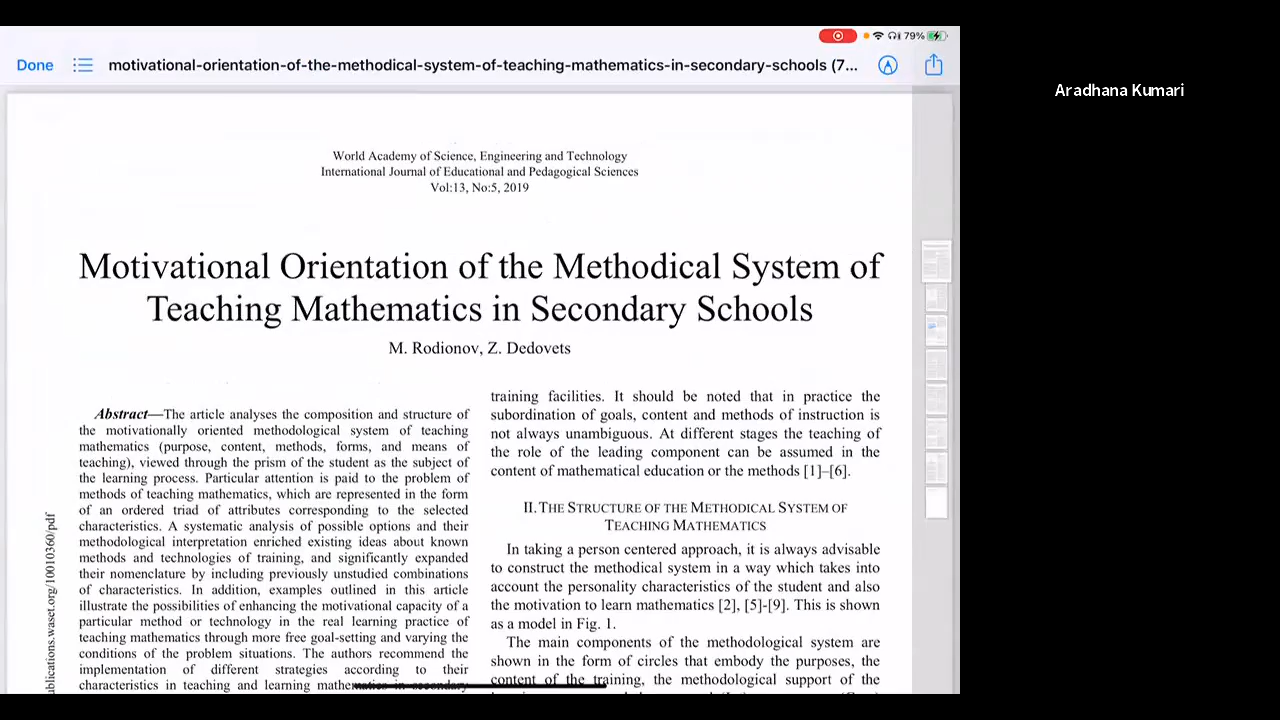 79%
Done
motivational-orientation-of-the-methodical-system-of-teaching-mathematics-in-secondary-schools (7...
Aradhana Kumari
World Academy of Science, Engineering and Technology
International Journal of Educational and Pedagogical Sciences
Vol:13, No:5, 2019
Motivational Orientation of the Methodical System of
Teaching Mathematics in Secondary Schools
M. Rodionov, Z. Dedovets
Abstract—The article analyses the composition and structure of
the motivationally oriented methodological system of teaching
mathematics (purpose, content, methods, forms, and means of
teaching), viewed through the prism of the student as the subject of
the learning process. Particular attention is paid to the problem of
methods of teaching mathematics, which are represented in the form
of an ordered triad of attributes corresponding to the selected
characteristics. A systematic analysis of possible options and their
methodological interpretation enriched existing ideas about known
methods and technologies of training, and significantly expanded
their nomenclature by including previously unstudied combinations
of characteristics. In addition, examples outlined in this article
illustrate the possibilities of enhancing the motivational capacity of a
particular method or technology in the real learning practice of
teaching mathematics through more free goal-setting and varying the
conditions of the problem situations. The authors recommend the
implementation of different strategies according to their
characteristics in teaching and learning mathematics in secondary
training facilities. It should be noted that in practice the
subordination of goals, content and methods of instruction is
not always unambiguous. At different stages the teaching of
the role of the leading component can be assumed in the
content of mathematical education or the methods [1]–[6].
II. THE STRUCTURE OF THE METHODICAL SYSTEM OF
TEACHING MATHEMATICS
In taking a person centered approach, it is always advisable
to construct the methodical system in a way which takes into
account the personality characteristics of the student and also
the motivation to learn mathematics [2], [5]-[9]. This is shown
as a model in Fig. 1.
The main components of the methodological system are
shown in the form of circles that embody the purposes, the
content of the training, the methodological support of the
ublications.waset.org/10010360/pdf